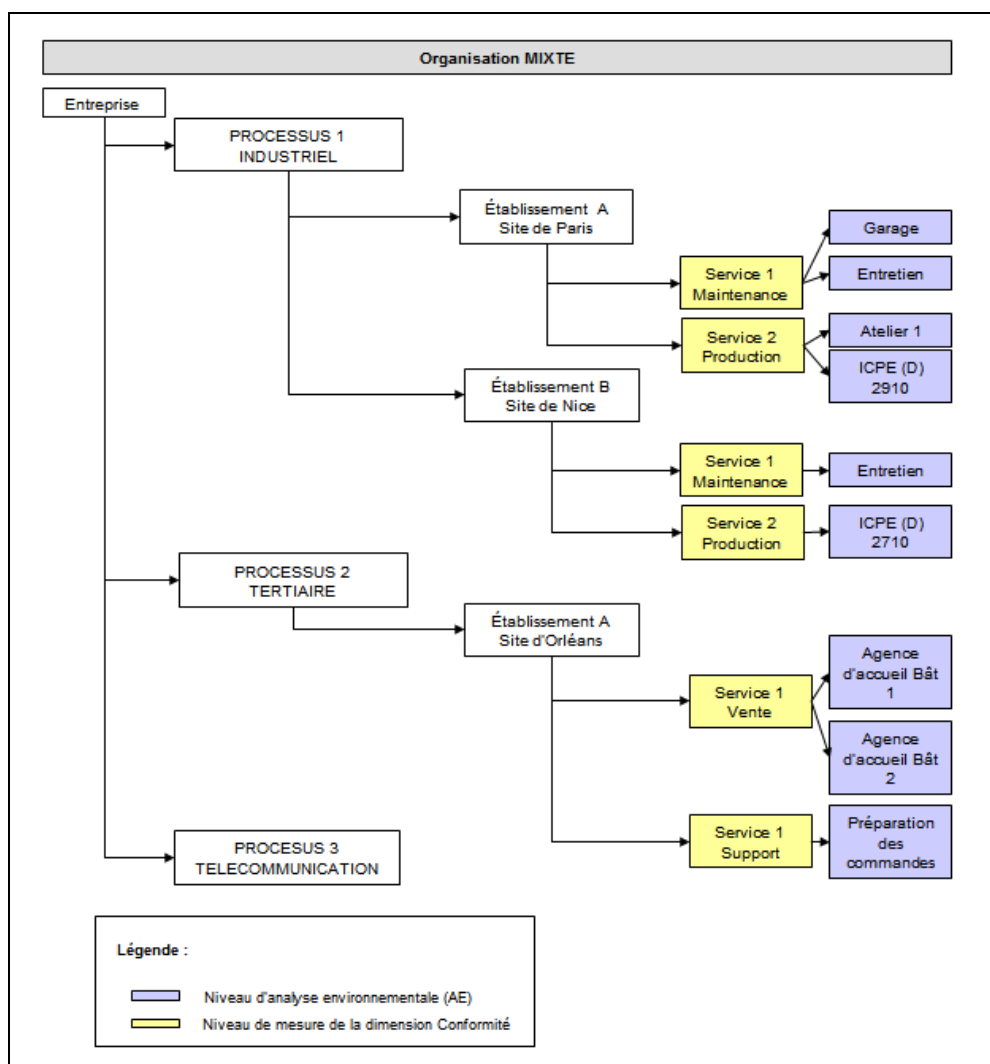 Organisation MIXTE
Entreprise
PROCESSUS 1
INDUSTRIEL
Établissement A
Site de Paris
Garage
Service 1
Maintenance
Entretien
Service 2
Production
Atelier 1
ICPE (D)
2910
Établissement B
Site de Nice
Service 1
Maintenance
Entretien
Service 2
Production
ICPE (D)
2710
PROCESSUS 2
TERTIAIRE
Établissement A
Site d'Orléans
Agence
d'accueil Bât
1
Service 1
Vente
Agence
d'accueil Bât
2
Service 1
Support
Préparation
des
commandes
PROCESUS 3
TELECOMMUNICATION
Légende :
Niveau d'analyse environnementale (AE)
Niveau de mesure de la dimension Conformité